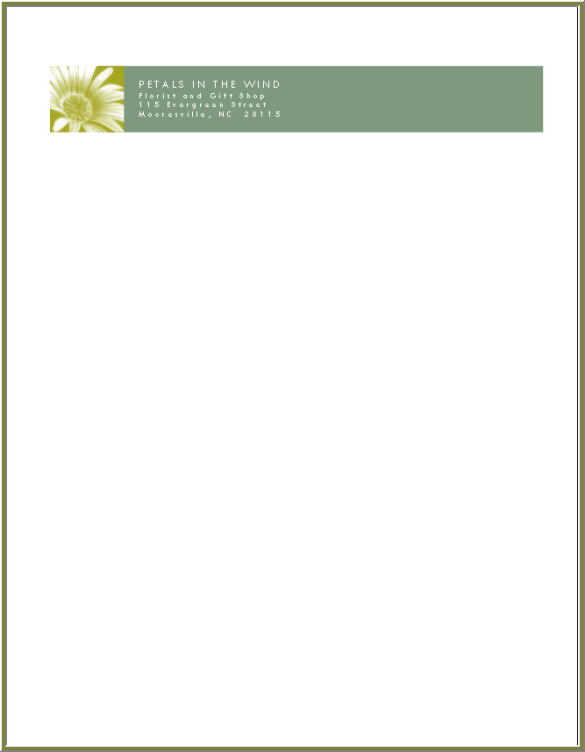 PETALS IN THE WIND
Florist and Gift Shop
115 Evergreen Street
Mooresville, NC 28115